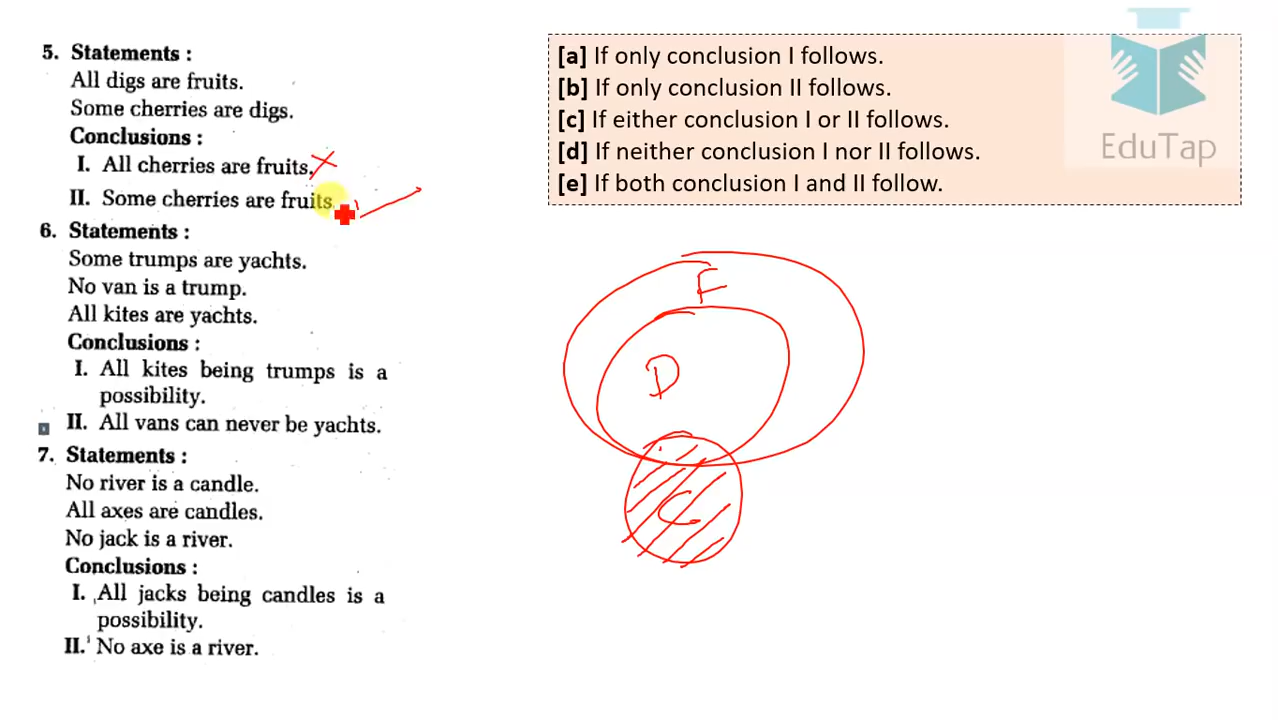 5. Statements :
All digs are fruits.
Some cherries are digs.
Conclusions :
I. All cherries are fruits.
II. Some cherries are fruits.
6. Statements :
Some trumps are yachts.
No van is a trump.
All kites are yachts.
Conclusions :
I. All kites being trumps is a
possibility.
II. All vans can never be yachts.
7. Statements :
No river is a candle.
All axes are candles.
No jack is a river.
Conclusions :
I. All jacks being candles is a
possibility.
II. No axe is a river.
[a] If only conclusion I follows.
[b] If only conclusion II follows.
[c] If either conclusion I or II follows.
[d] If neither conclusion I nor II follows.
[e] If both conclusion I and II follow.
EduTap
F
D
C